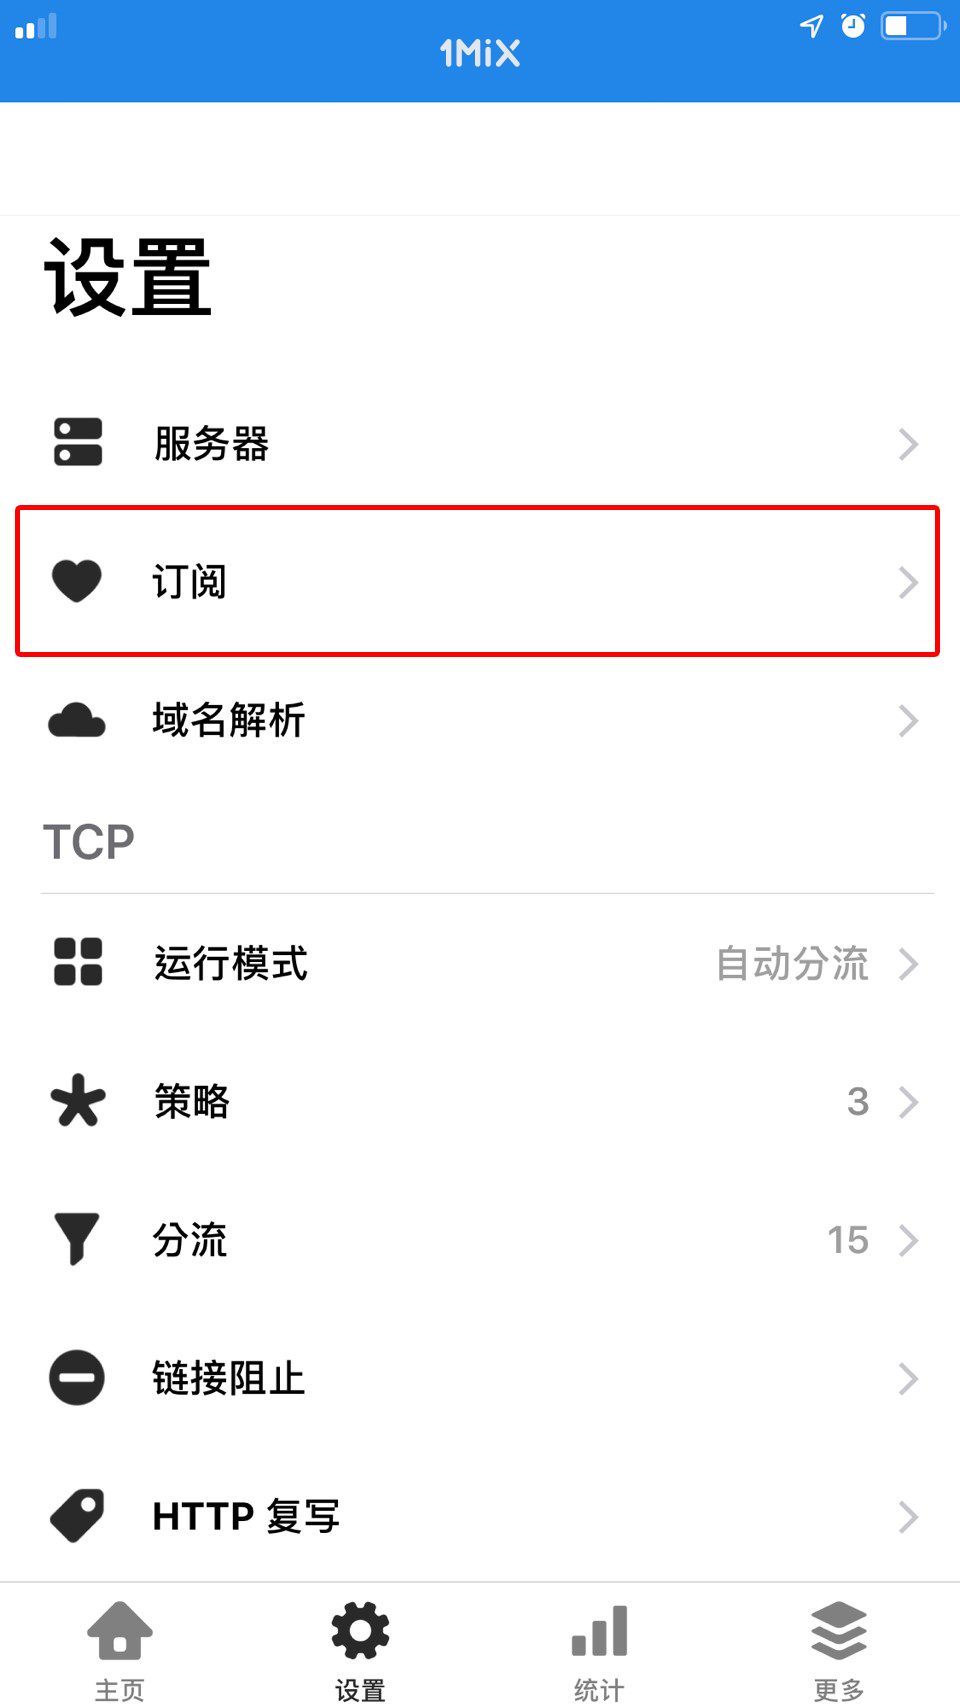 1MiX
设置
服务器
订阅
域名解析
TCP
运行模式 自动分流
策略 3
分流 15
链接阻止
HTTP 复写
主页 设置 统计 更多